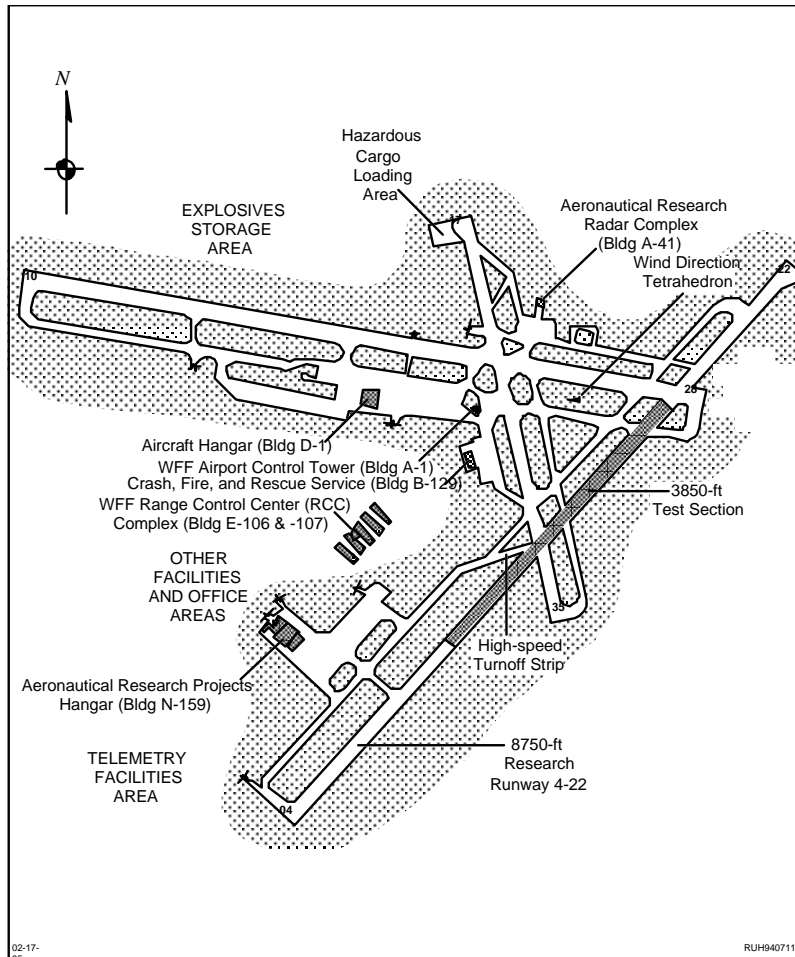 N
Hazardous
Cargo
Loading
Area
17
EXPLOSIVES
STORAGE
AREA
Aeronautical Research
Radar Complex
(Bldg A-41)
Wind Direction
Tetrahedron
22
10
28
Aircraft Hangar (Bldg D-1)
WFF Airport Control Tower (Bldg A-1)
Crash, Fire, and Rescue Service (Bldg B-129)
WFF Range Control Center (RCC)
Complex (Bldg E-106 & -107)
3850-ft
Test Section
OTHER
FACILITIES
AND OFFICE
AREAS
35
High-speed
Turnoff Strip
Aeronautical Research Projects
Hangar (Bldg N-159)
8750-ft
Research
Runway 4-22
TELEMETRY
FACILITIES
AREA
04
02-17-
RUH940711